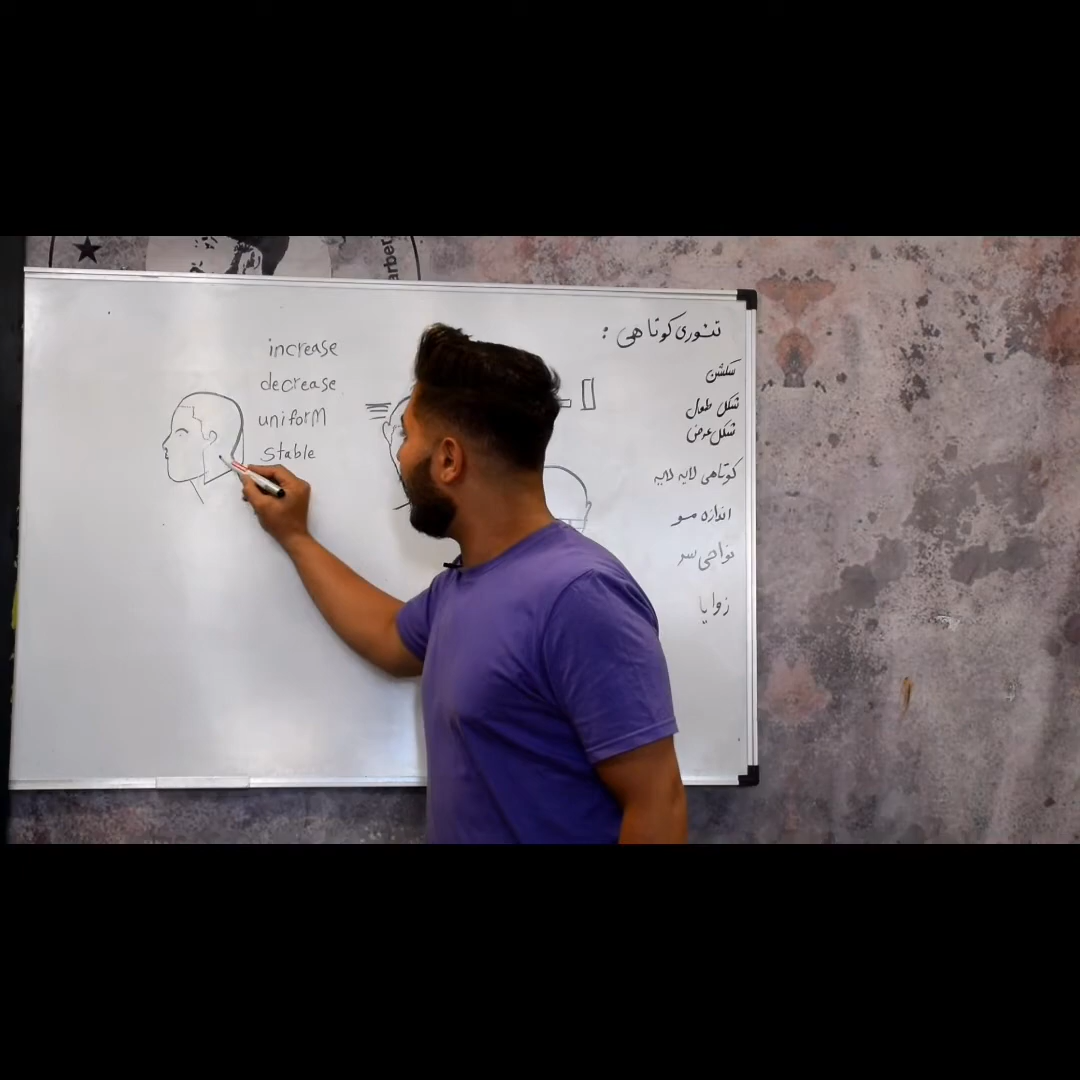 arber
تئوری کوتاهی :
سکشن
شکل طول
شکل عرض
کوتاهی لایه لایه
اندازه مو
نواحی سر
زوایا
increase
decrease
uniform
Stable